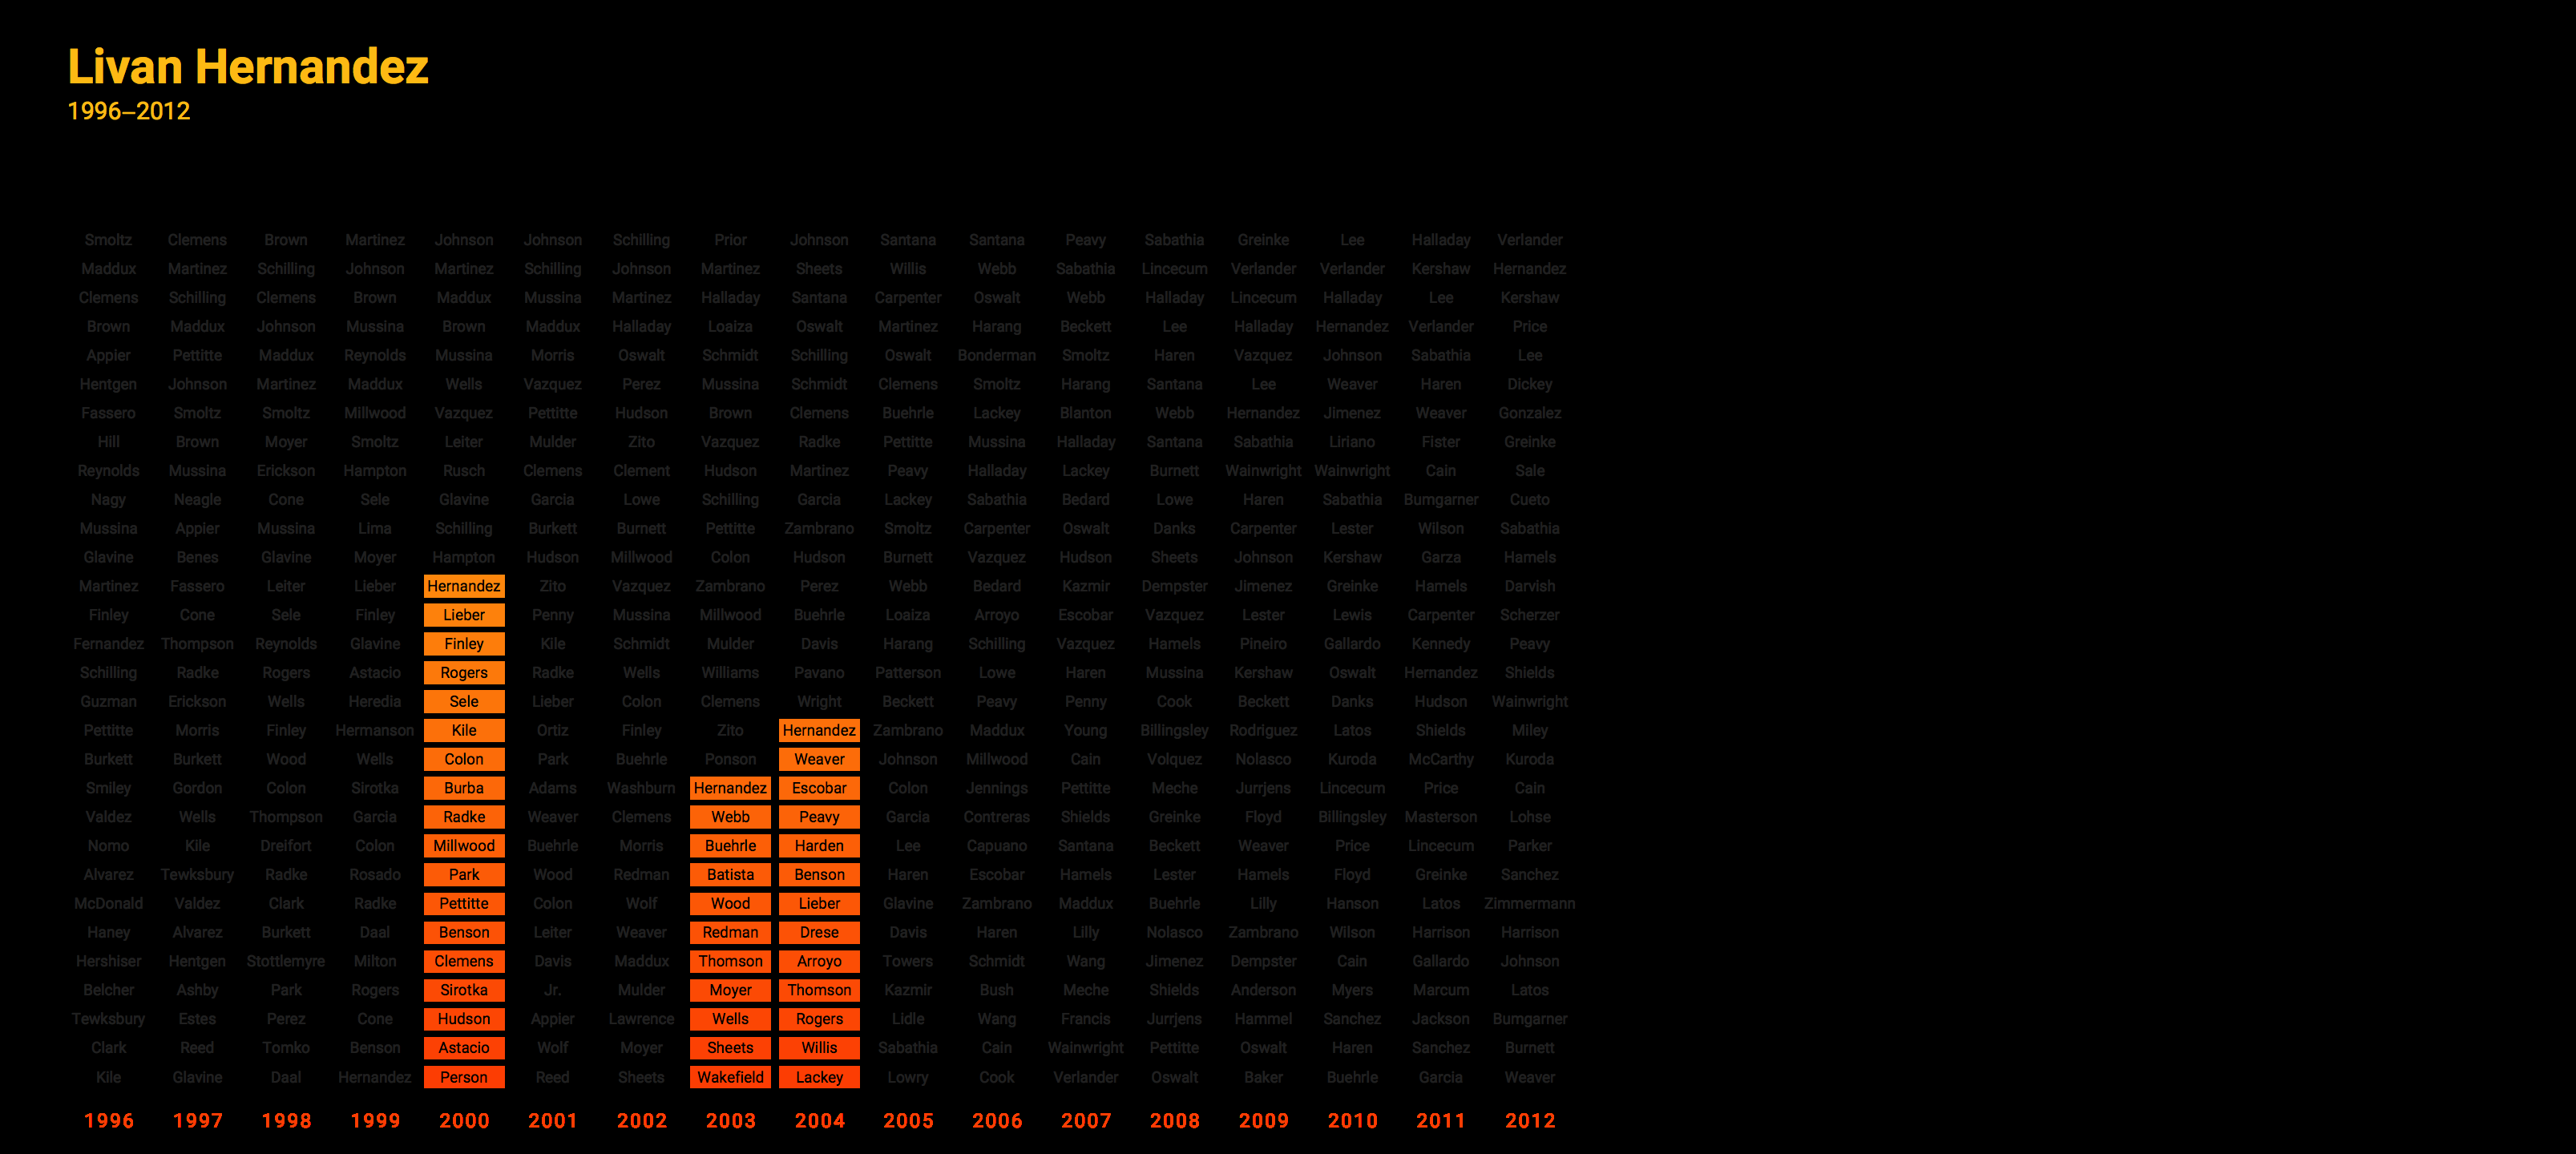 Livan Hernandez
1996–2012
Smoltz Clemens Brown Martinez Johnson Johnson Schilling Prior Johnson Santana Santana Peavy Sabathia Greinke Lee Halladay Verlander
Maddux Martinez Schilling Johnson Martinez Schilling Johnson Martinez Sheets Willis Webb Sabathia Lincecum Verlander Verlander Kershaw Hernandez
Clemens Schilling Clemens Brown Maddux Mussina Martinez Halladay Santana Carpenter Oswalt Webb Halladay Lincecum Halladay Lee Kershaw
Brown Maddux Johnson Mussina Brown Maddux Halladay Loaiza Oswalt Martinez Harang Beckett Lee Halladay Hernandez Verlander Price
Appier Pettitte Maddux Reynolds Mussina Morris Oswalt Schmidt Schilling Oswalt Bonderman Smoltz Haren Vazquez Johnson Sabathia Lee
Hentgen Johnson Martinez Maddux Wells Vazquez Perez Mussina Schmidt Clemens Smoltz Harang Santana Lee Weaver Haren Dickey
Fassero Smoltz Smoltz Millwood Vazquez Pettitte Hudson Brown Clemens Buehrle Lackey Blanton Webb Hernandez Jimenez Weaver Gonzalez
Hill Brown Moyer Smoltz Leiter Mulder Zito Vazquez Radke Pettitte Mussina Halladay Santana Sabathia Liriano Fister Greinke
Reynolds Mussina Erickson Hampton Rusch Clemens Clement Hudson Martinez Peavy Halladay Lackey Burnett Wainwright Wainwright Cain Sale
Nagy Neagle Cone Sele Glavine Garcia Lowe Schilling Garcia Lackey Sabathia Bedard Lowe Haren Sabathia Bumgarner Cueto
Mussina Appier Mussina Lima Schilling Burkett Burnett Pettitte Zambrano Smoltz Carpenter Oswalt Danks Carpenter Lester Wilson Sabathia
Glavine Benes Glavine Moyer Hampton Hudson Millwood Colon Hudson Burnett Vazquez Hudson Sheets Johnson Kershaw Garza Hamels
Martinez Fassero Leiter Lieber Hernandez Zito Vazquez Zambrano Perez Webb Bedard Kazmir Dempster Jimenez Greinke Hamels Darvish
Finley Cone Sele Finley Lieber Penny Mussina Millwood Buehrle Loaiza Arroyo Escobar Vazquez Lester Lewis Carpenter Scherzer
Fernandez Thompson Reynolds Glavine Finley Kile Schmidt Mulder Davis Harang Schilling Vazquez Hamels Pineiro Gallardo Kennedy Peavy
Schilling Radke Rogers Astacio Rogers Radke Wells Williams Pavano Patterson Lowe Haren Mussina Kershaw Oswalt Hernandez Shields
Guzman Erickson Wells Heredia Sele Lieber Colon Clemens Wright Beckett Peavy Penny Cook Beckett Danks Hudson Wainwright
Pettitte Morris Finley Hermanson Kile Ortiz Finley Zito Hernandez Zambrano Maddux Young Billingsley Rodriguez Latos Shields Miley
Burkett Burkett Wood Wells Colon Park Buehrle Ponson Weaver Johnson Millwood Cain Volquez Nolasco Kuroda McCarthy Kuroda
Smiley Gordon Colon Sirotka Burba Adams Washburn Hernandez Escobar Colon Jennings Pettitte Meche Jurrjens Lincecum Price Cain
Valdez Wells Thompson Garcia Radke Weaver Clemens Webb Peavy Garcia Contreras Shields Greinke Floyd Billingsley Masterson Lohse
Nomo Kile Dreifort Colon Millwood Buehrle Morris Buehrle Harden Lee Capuano Santana Beckett Weaver Price Lincecum Parker
Alvarez Tewksbury Radke Rosado Park Wood Redman Batista Benson Haren Escobar Hamels Lester Hamels Floyd Greinke Sanchez
McDonald Valdez Clark Radke Pettitte Colon Wolf Wood Lieber Glavine Zambrano Maddux Buehrle Lilly Hanson Latos Zimmermann
Haney Alvarez Burkett Daal Benson Leiter Weaver Redman Drese Davis Haren Lilly Nolasco Zambrano Wilson Harrison Harrison
Hershiser Hentgen Stottlemyre Milton Clemens Davis Maddux Thomson Arroyo Towers Schmidt Wang Jimenez Dempster Cain Gallardo Johnson
Belcher Ashby Park Rogers Sirotka Jr. Mulder Moyer Thomson Kazmir Bush Meche Shields Anderson Myers Marcum Latos
Tewksbury Estes Perez Cone Hudson Appier Lawrence Wells Rogers Lidle Wang Francis Jurrjens Hammel Sanchez Jackson Bumgarner
Clark Reed Tomko Benson Astacio Wolf Moyer Sheets Willis Sabathia Cain Wainwright Pettitte Oswalt Haren Sanchez Burnett
Kile Glavine Daal Hernandez Person Reed Sheets Wakefield Lackey Lowry Cook Verlander Oswalt Baker Buehrle Garcia Weaver
1996 1997 1998 1999 2000 2001 2002 2003 2004 2005 2006 2007 2008 2009 2010 2011 2012